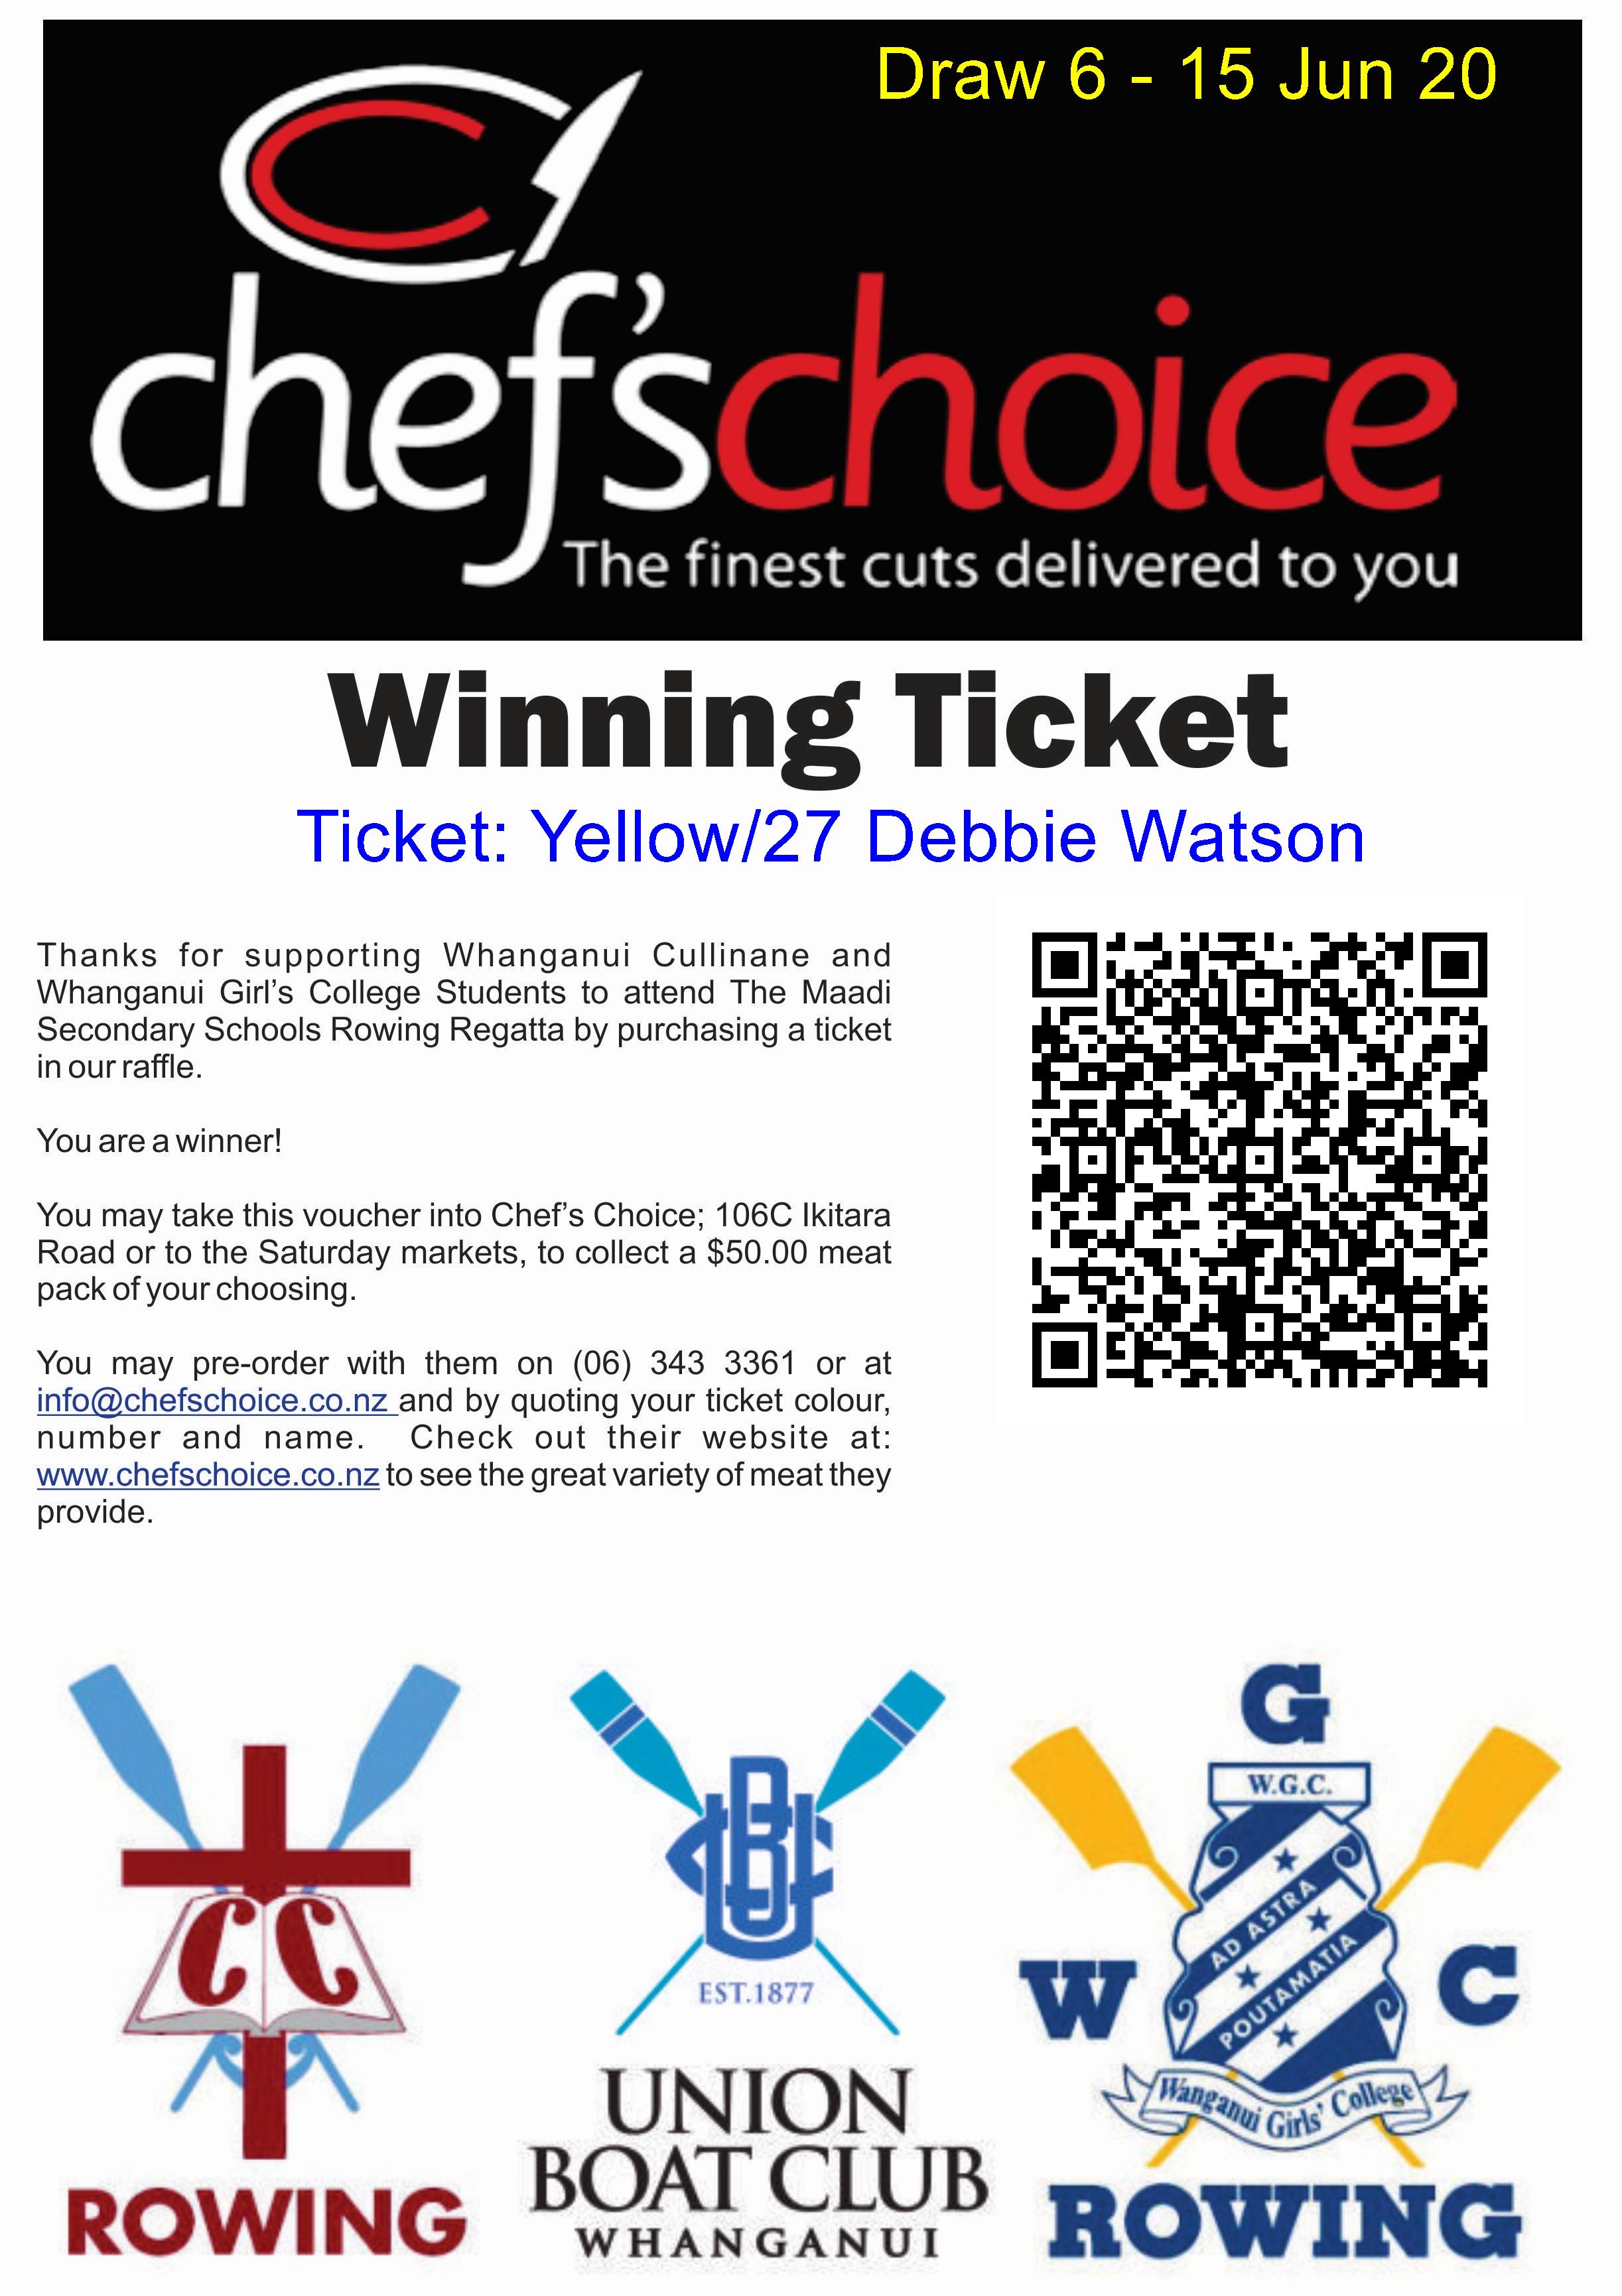 Draw 6 - 15 Jun 20
chef'schoice
The finest cuts delivered to you
Winning Ticket
Ticket: Yellow/27 Debbie Watson
Thanks for supporting Whanganui Cullinane and
Whanganui Girl's College Students to attend The Maadi
Secondary Schools Rowing Regatta by purchasing a ticket
in our raffle.
You are a winner!
You may take this voucher into Chef's Choice; 106C Ikitara
Road or to the Saturday markets, to collect a $50.00 meat
pack of your choosing.
You may pre-order with them on (06) 343 3361 or at
info@chefschoice.co.nz and by quoting your ticket colour,
number and name. Check out their website at:
www.chefschoice.co.nz to see the great variety of meat they
provide.
CC
ROWING
UBC
EST.1877
UNION
BOAT CLUB
WHANGANUI
G
W.G.C.
AD ASTRA
POUTAMATIA
W C
Wanganui Girls' College
ROWING